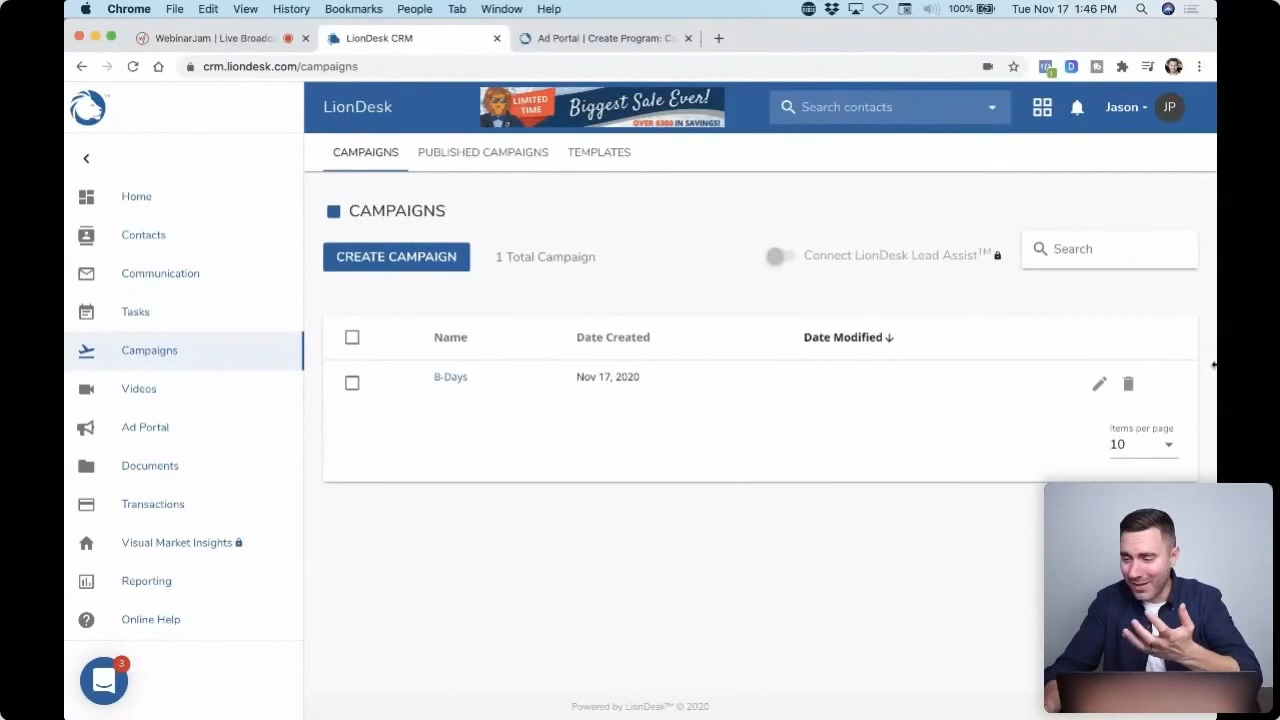 Chrome File Edit View History Bookmarks People Tab Window Help 100% Tue Nov 17 1:46 PM
WebinarJam | Live Broadc
LionDesk CRM
Ad Portal | Create Program: C
crm.liondesk.com/campaigns
LionDesk
LIMITED TIME
Biggest Sale Ever!
OVER $300 IN SAVINGS!
Search contacts
Jason
JP
CAMPAIGNS PUBLISHED CAMPAIGNS TEMPLATES
Home
Contacts
Communication
Tasks
Campaigns
Videos
Ad Portal
Documents
Transactions
Visual Market Insights
Reporting
Online Help
3
CAMPAIGNS
CREATE CAMPAIGN
1 Total Campaign
Connect LionDesk Lead Assist™
Search
Name Date Created Date Modified
B-Days Nov 17, 2020
Items per page
10
Powered by LionDesk™ © 2020